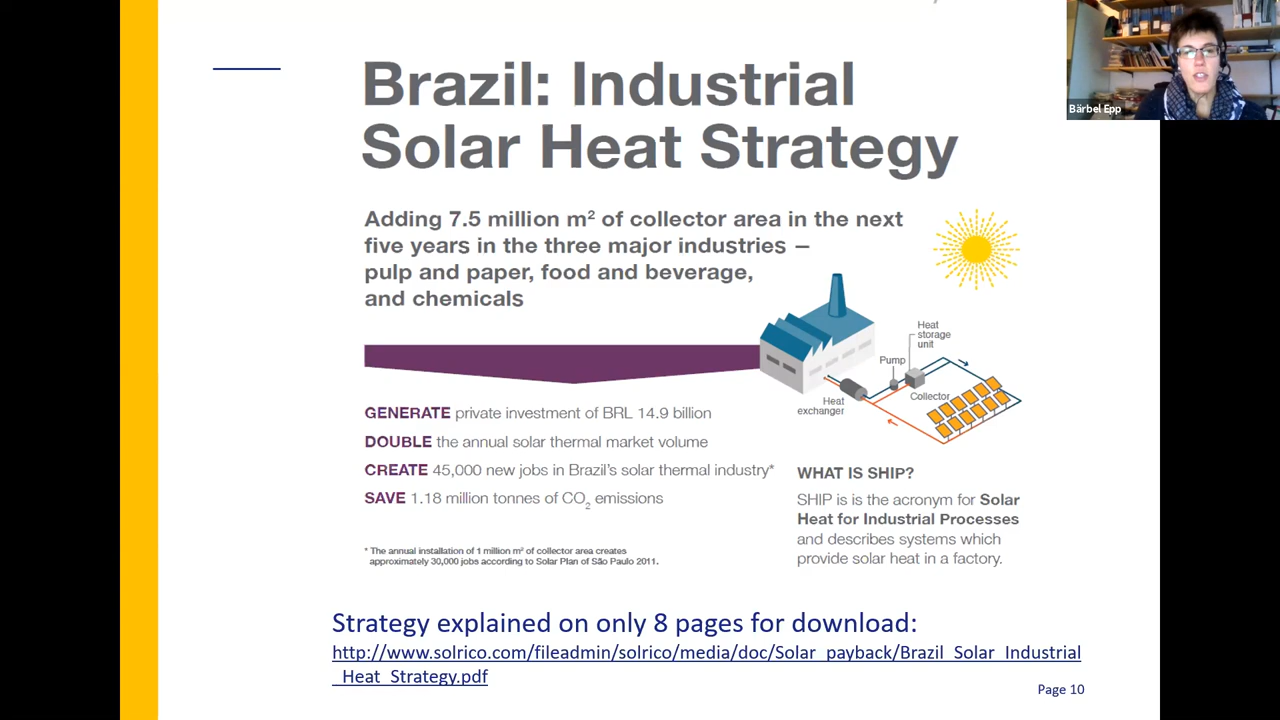 Bärbel Epp
Brazil: Industrial
Solar Heat Strategy
Adding 7.5 million m² of collector area in the next
five years in the three major industries –
pulp and paper, food and beverage,
and chemicals
Heat
storage
unit
Pump
Collector
Heat
exchanger
GENERATE private investment of BRL 14.9 billion
DOUBLE the annual solar thermal market volume
CREATE 45,000 new jobs in Brazil's solar thermal industry*
SAVE 1.18 million tonnes of CO₂ emissions
* The annual installation of 1 million m² of collector area creates
approximately 30,000 jobs according to Solar Plan of São Paulo 2011.
WHAT IS SHIP?
SHIP is is the acronym for Solar
Heat for Industrial Processes
and describes systems which
provide solar heat in a factory.
Strategy explained on only 8 pages for download:
http://www.solrico.com/fileadmin/solrico/media/doc/Solar_payback/Brazil_Solar_Industrial
_Heat_Strategy.pdf
Page 10